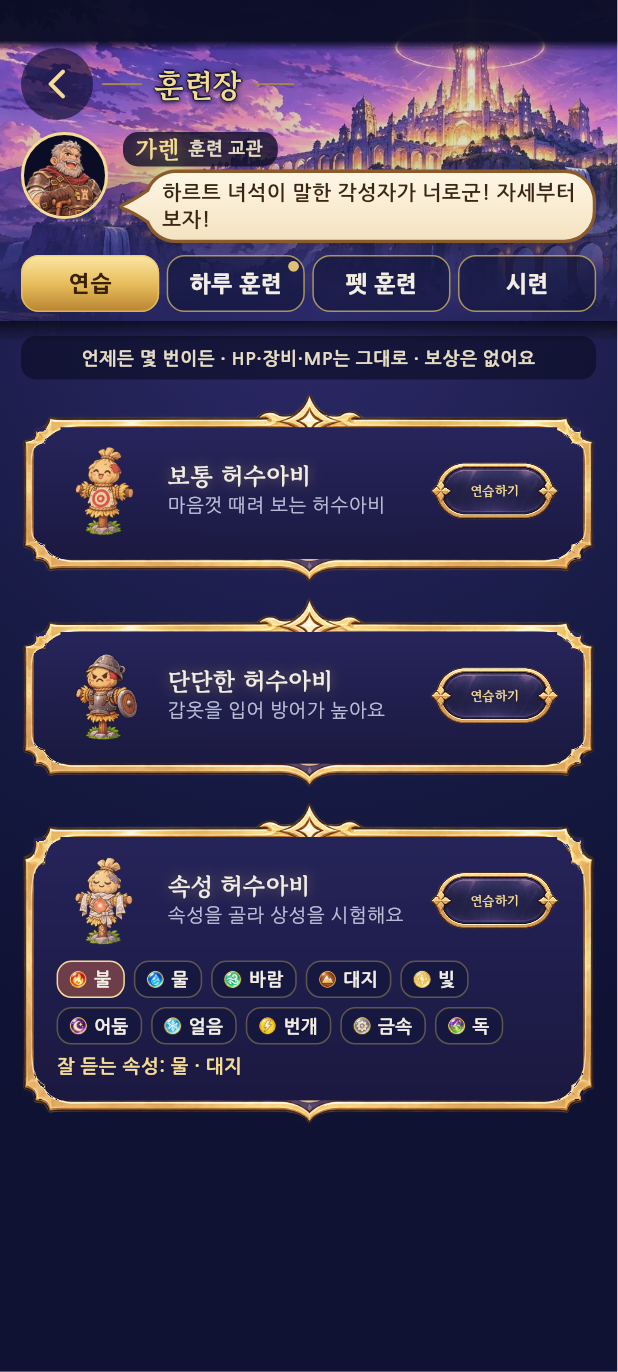 훈련장
가렌 훈련 교관
하르트 녀석이 말한 각성자가 너로군! 자세부터
보자!
연습
하루 훈련
펫 훈련
시련
언제든 몇 번이든 · HP·장비·MP는 그대로 · 보상은 없어요
보통 허수아비
마음껏 때려 보는 허수아비
연습하기
단단한 허수아비
갑옷을 입어 방어가 높아요
연습하기
속성 허수아비
속성을 골라 상성을 시험해요
연습하기
불 물 바람 대지 빛
어둠 얼음 번개 금속 독
잘 듣는 속성: 물 · 대지